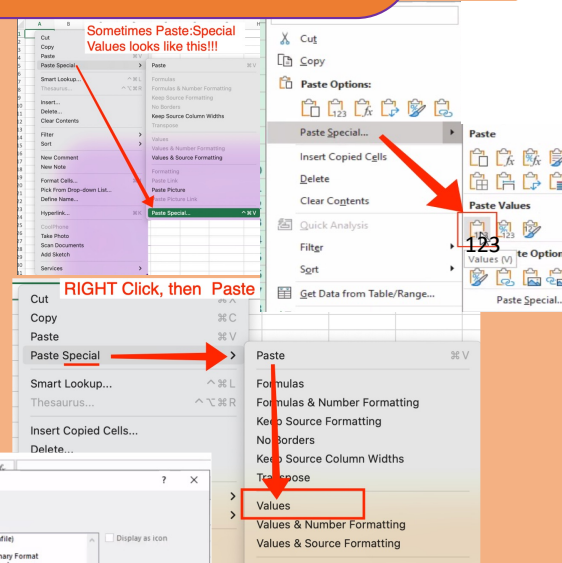 Sometimes Paste:Special
Values looks like this!!!
Cut
Copy
Paste
Paste Special
Smart Lookup... ^⌘L
Thesaurus... ^⌥⌘R
Insert...
Delete...
Clear Contents
Filter
Sort
New Comment
New Note
Format Cells...
Pick From Drop-down List...
Define Name...
Hyperlink... ⌘K
Take Photo
Scan Documents
Add Sketch
Services
Paste ⌘V
Formulas
Formulas & Number Formatting
Keep Source Formatting
No Borders
Keep Source Column Widths
Transpose
Values
Values & Number Formatting
Values & Source Formatting
Formatting
Paste Link
Paste Picture
Paste Picture Link
Paste Special... ^⌘V
Cut
Copy
Paste Options:
Paste Special...
Insert Copied Cells
Delete
Clear Contents
Quick Analysis
Filter
Sort
Get Data from Table/Range...
Paste
Paste Values
123
Values (V)
Paste Special...
RIGHT Click, then Paste
Cut ⌘X
Copy ⌘C
Paste ⌘V
Paste Special
Smart Lookup... ^⌘L
Thesaurus... ^⌥⌘R
Insert Copied Cells...
Delete...
Paste ⌘V
Formulas
Formulas & Number Formatting
Keep Source Formatting
No Borders
Keep Source Column Widths
Transpose
Values
Values & Number Formatting
Values & Source Formatting
? ×
Display as icon